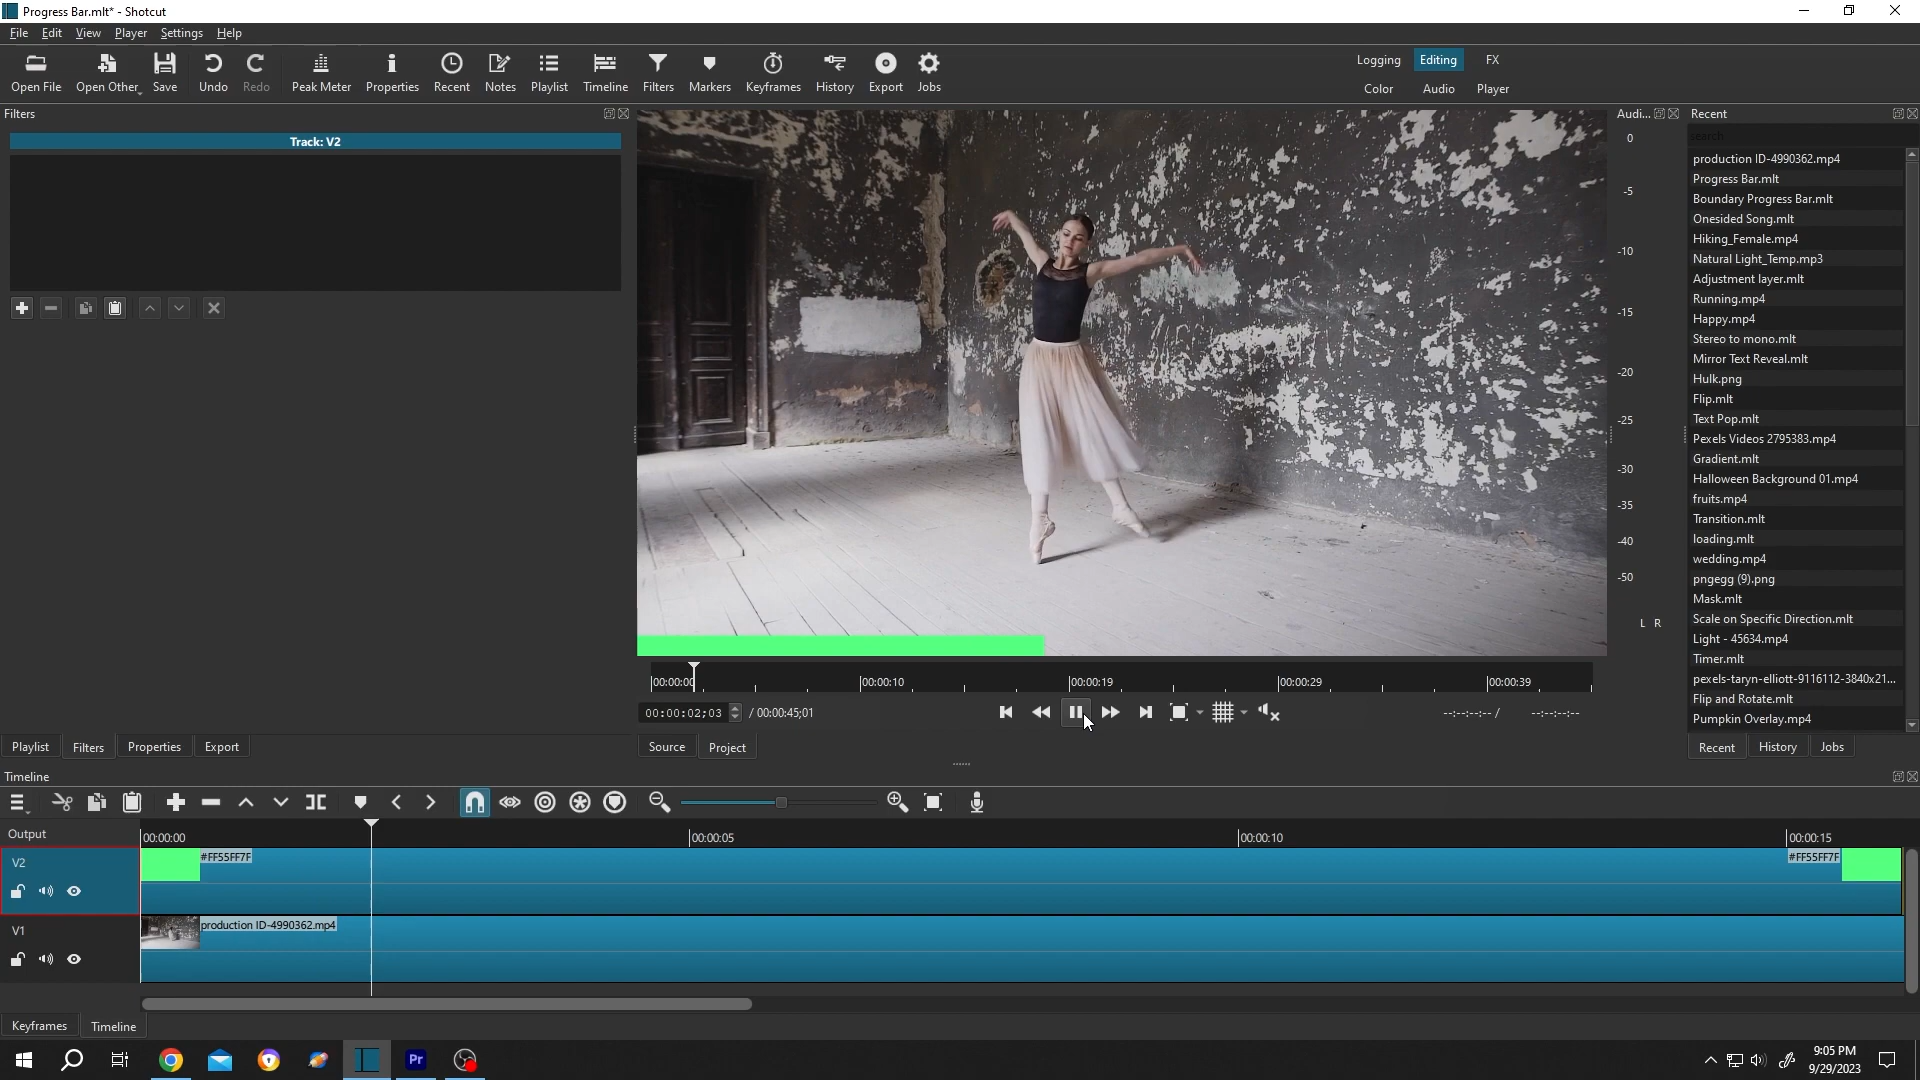 Progress Bar.mlt* - Shotcut
File Edit View Player Settings Help
Open File Open Other Save Undo Redo Peak Meter Properties Recent Notes Playlist Timeline Filters Markers Keyframes History Export Jobs
Logging Editing FX
Color Audio Player
Filters
Track: V2
Audi...
0
-5
-10
-15
-20
-25
-30
-35
-40
-50
L R
Recent
search
production ID-4990362.mp4
Progress Bar.mlt
Boundary Progress Bar.mlt
Onesided Song.mlt
Hiking_Female.mp4
Natural Light_Temp.mp3
Adjustment layer.mlt
Running.mp4
Happy.mp4
Stereo to mono.mlt
Mirror Text Reveal.mlt
Hulk.png
Flip.mlt
Text Pop.mlt
Pexels Videos 2795383.mp4
Gradient.mlt
Halloween Background 01.mp4
fruits.mp4
Transition.mlt
loading.mlt
wedding.mp4
pngegg (9).png
Mask.mlt
Scale on Specific Direction.mlt
Light - 45634.mp4
Timer.mlt
pexels-taryn-elliott-9116112-3840x21...
Flip and Rotate.mlt
Pumpkin Overlay.mp4
00:00:00 00:00:10 00:00:19 00:00:29 00:00:39
00:00:02;03 / 00:00:45;01 --:--:--:-- / --:--:--:--
Playlist Filters Properties Export
Source Project
Recent History Jobs
Timeline
Output
00:00:00 00:00:05 00:00:10 00:00:15
V2
#FF55FF7F #FF55FF7F
V1
production ID-4990362.mp4
Keyframes Timeline
Pr
9:05 PM
9/29/2023